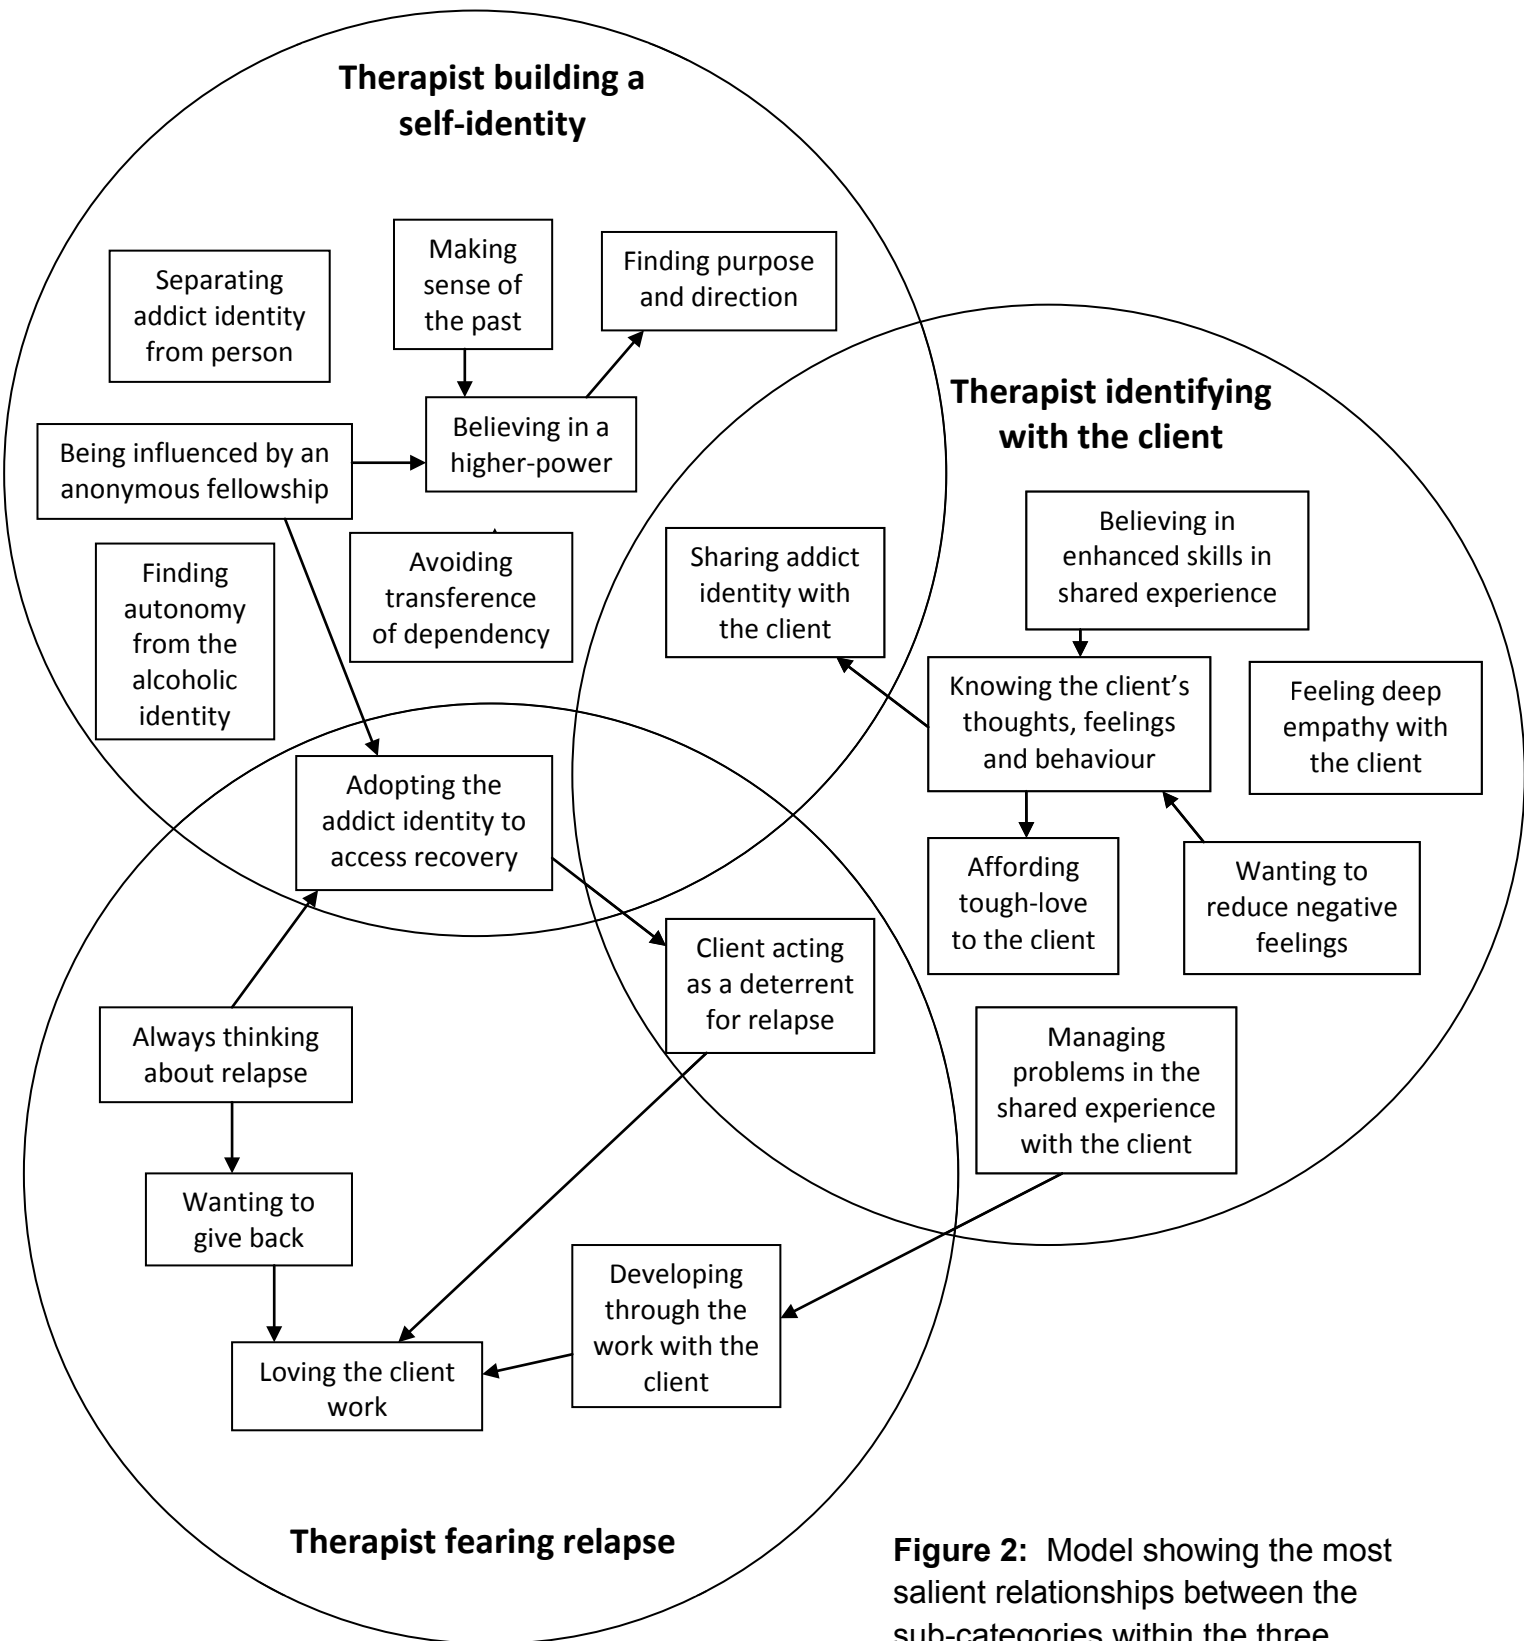 Therapist building a
self-identity
Making
sense of
the past
Finding purpose
and direction
Separating
addict identity
from person
Believing in a
higher-power
Being influenced by an
anonymous fellowship
Avoiding
transference
of dependency
Finding
autonomy
from the
alcoholic
identity
Therapist identifying
with the client
Believing in
enhanced skills in
shared experience
Sharing addict
identity with
the client
Knowing the client’s
thoughts, feelings
and behaviour
Feeling deep
empathy with
the client
Affording
tough-love
to the client
Wanting to
reduce negative
feelings
Adopting the
addict identity to
access recovery
Client acting
as a deterrent
for relapse
Managing
problems in the
shared experience
with the client
Always thinking
about relapse
Wanting to
give back
Developing
through the
work with the
client
Loving the client
work
Therapist fearing relapse
Figure 2:  Model showing the most
salient relationships between the
sub-categories within the three